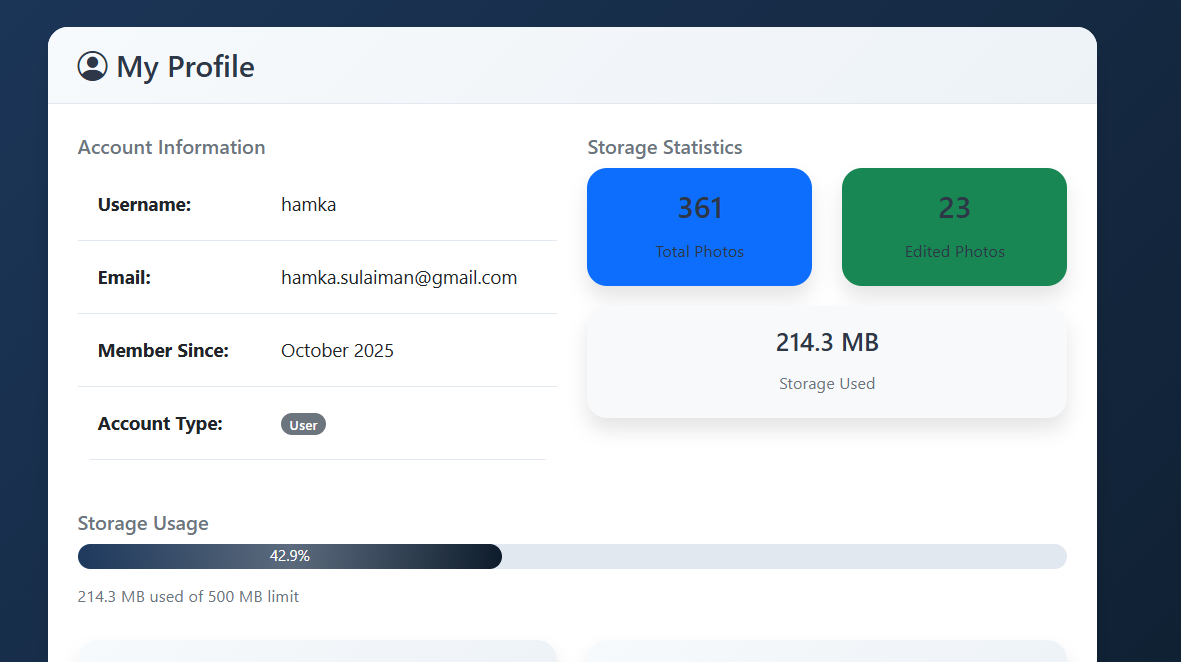 My Profile
Account Information
Username: hamka
Email: hamka.sulaiman@gmail.com
Member Since: October 2025
Account Type: User
Storage Statistics
361
Total Photos
23
Edited Photos
214.3 MB
Storage Used
Storage Usage
42.9%
214.3 MB used of 500 MB limit